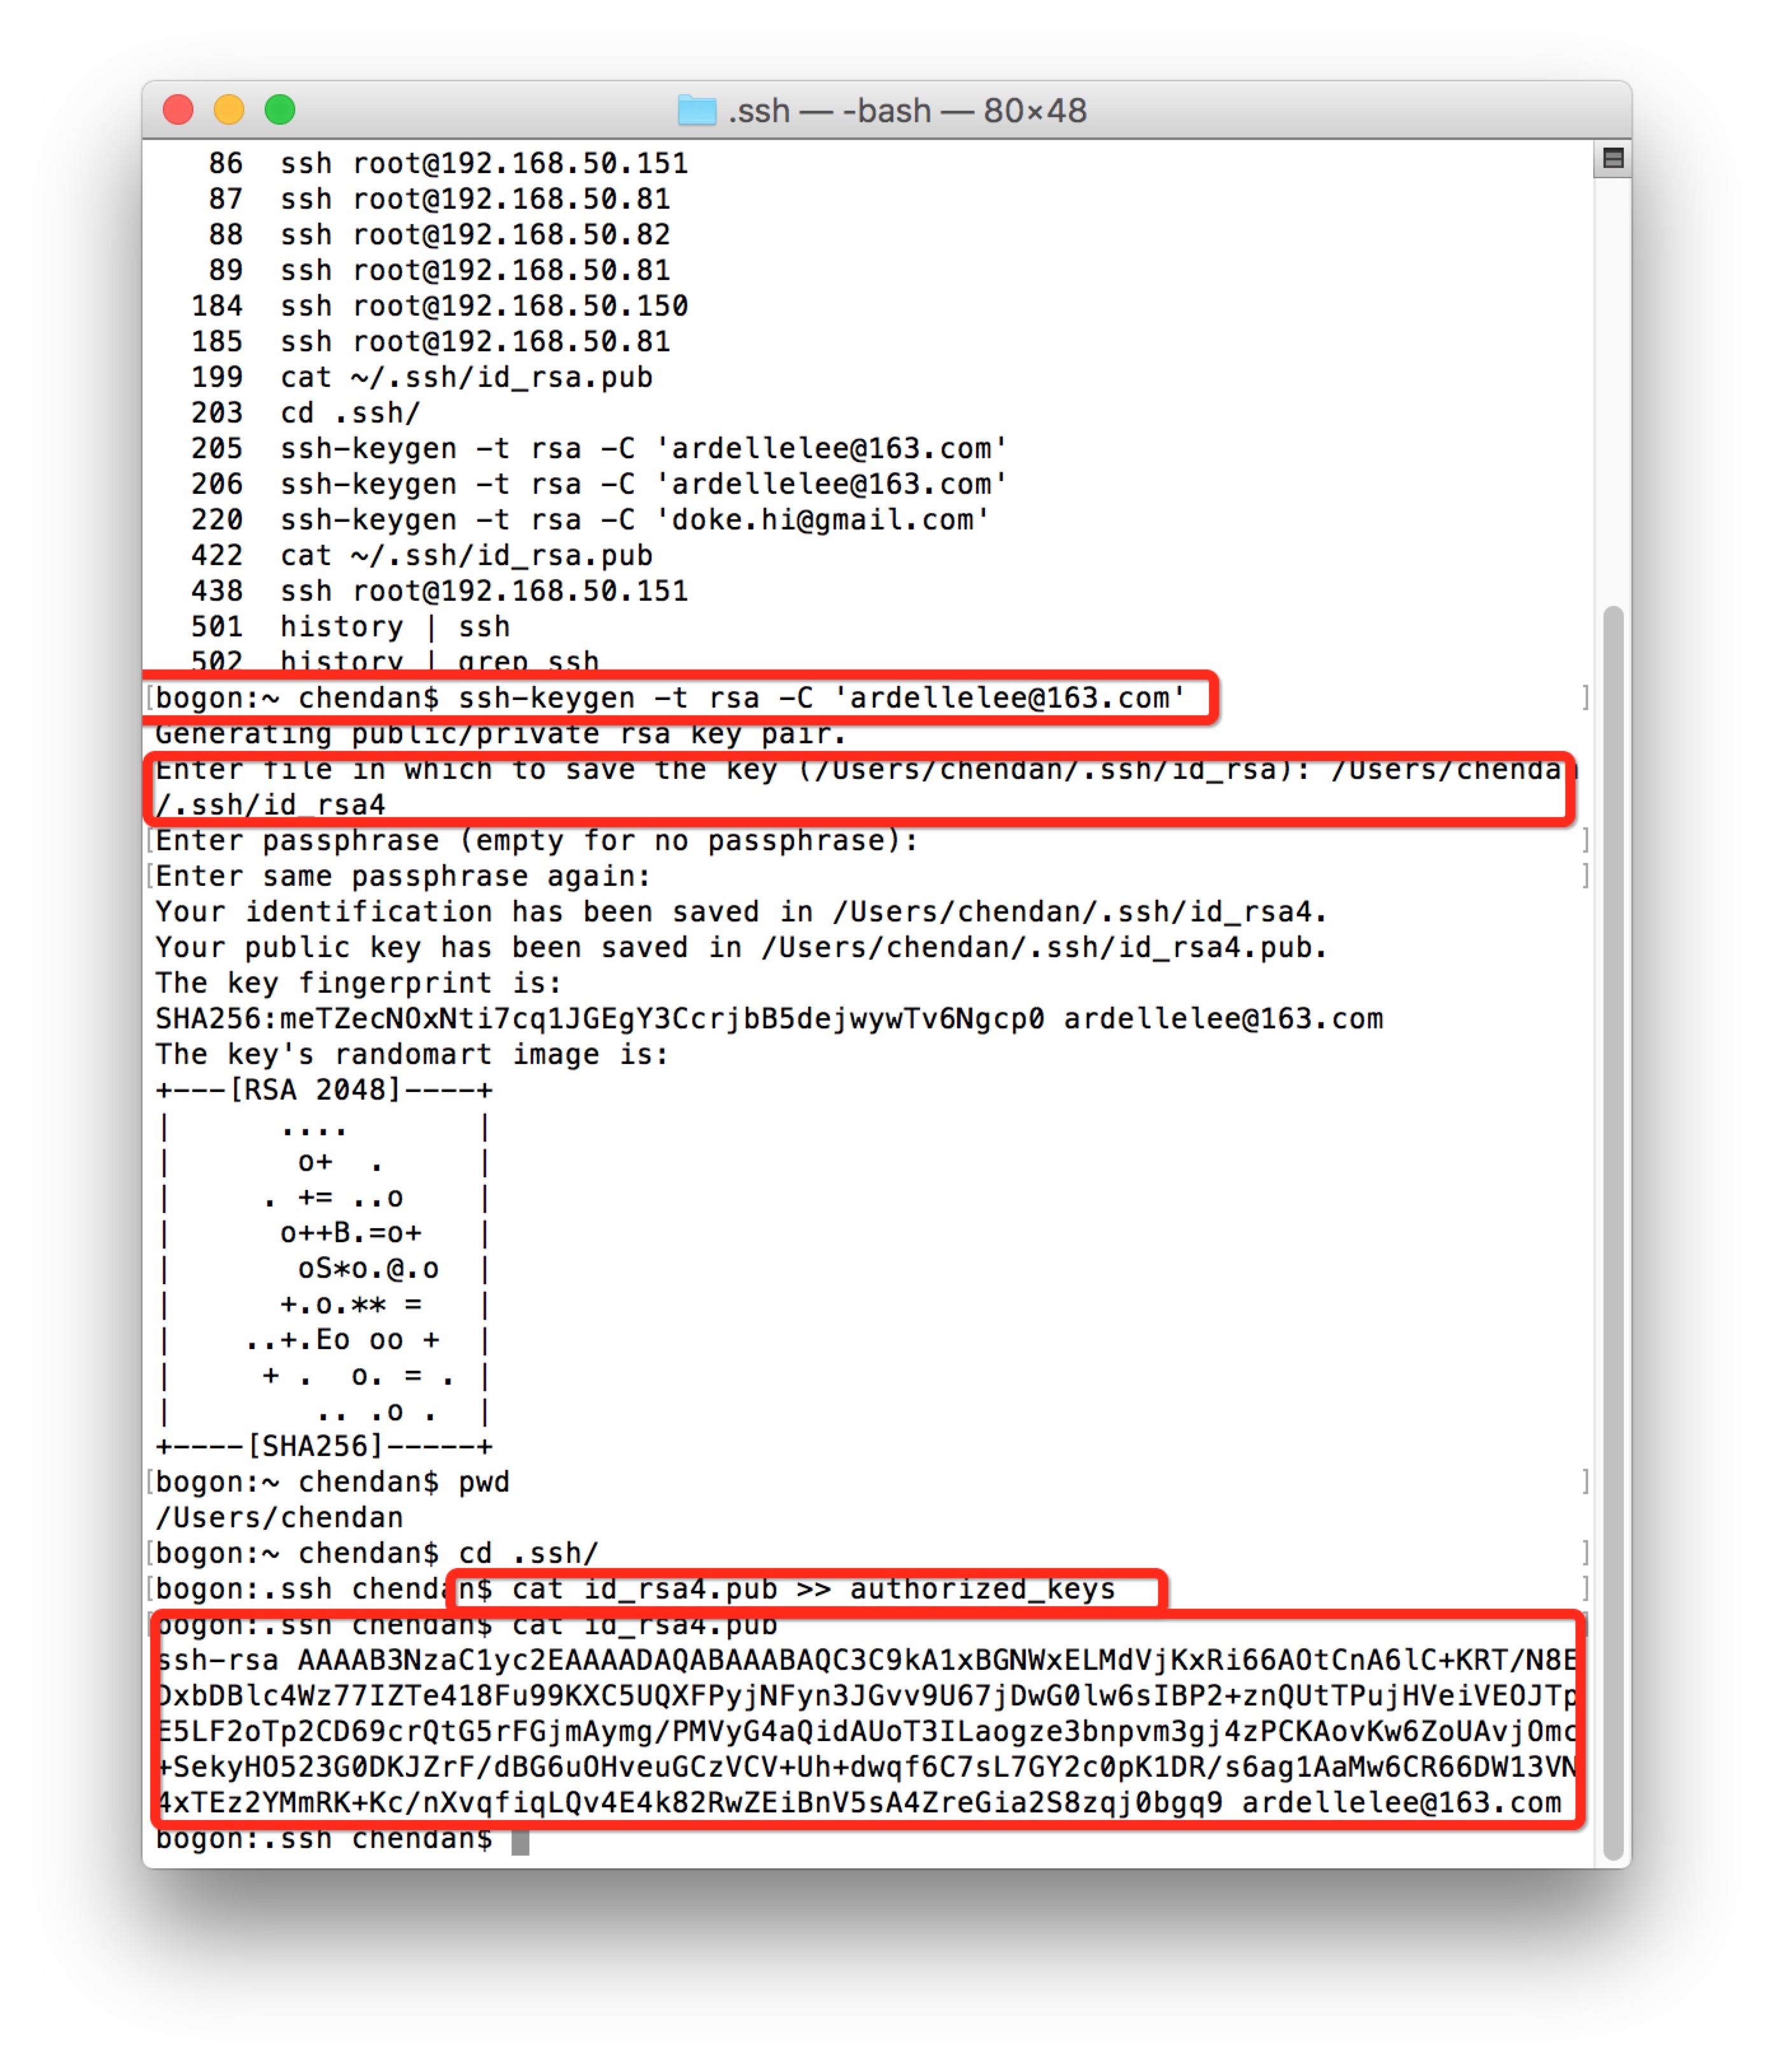 .ssh — -bash — 80×48
86 ssh root@192.168.50.151
87 ssh root@192.168.50.81
88 ssh root@192.168.50.82
89 ssh root@192.168.50.81
184 ssh root@192.168.50.150
185 ssh root@192.168.50.81
199 cat ~/.ssh/id_rsa.pub
203 cd .ssh/
205 ssh-keygen -t rsa -C 'ardellelee@163.com'
206 ssh-keygen -t rsa -C 'ardellelee@163.com'
220 ssh-keygen -t rsa -C 'doke.hi@gmail.com'
422 cat ~/.ssh/id_rsa.pub
438 ssh root@192.168.50.151
501 history | ssh
502 history | grep ssh
[bogon:~ chendan$ ssh-keygen -t rsa -C 'ardellelee@163.com' ]
Generating public/private rsa key pair.
Enter file in which to save the key (/Users/chendan/.ssh/id_rsa): /Users/chendan
/.ssh/id_rsa4
[Enter passphrase (empty for no passphrase): ]
[Enter same passphrase again: ]
Your identification has been saved in /Users/chendan/.ssh/id_rsa4.
Your public key has been saved in /Users/chendan/.ssh/id_rsa4.pub.
The key fingerprint is:
SHA256:meTZecNOxNti7cq1JGEgY3CcrjbB5dejwywTv6Ngcp0 ardellelee@163.com
The key's randomart image is:
+---[RSA 2048]----+
|      ....       |
|       o+  .     |
|     . += ..o    |
|      o++B.=o+   |
|       oS*o.@.o  |
|      +.o.** =   |
|    ..+.Eo oo +  |
|     + .  o. = . |
|        .. .o .  |
+----[SHA256]-----+
[bogon:~ chendan$ pwd ]
/Users/chendan
[bogon:~ chendan$ cd .ssh/ ]
[bogon:.ssh chendan$ cat id_rsa4.pub >> authorized_keys ]
[bogon:.ssh chendan$ cat id_rsa4.pub ]
ssh-rsa AAAAB3NzaC1yc2EAAAADAQABAAABAQC3C9kA1xBGNWxELMdVjKxRi66AOtCnA6lC+KRT/N8E
DxbDBlc4Wz77IZTe418Fu99KXC5UQXFPyjNFyn3JGvv9U67jDwG0lw6sIBP2+znQUtTPujHVeiVEOJTp
E5LF2oTp2CD69crQtG5rFGjmAymg/PMVyG4aQidAUoT3ILaogze3bnpvm3gj4zPCKAovKw6ZoUAvjOmc
+SekyHO523G0DKJZrF/dBG6uOHveuGCzVCV+Uh+dwqf6C7sL7GY2c0pK1DR/s6ag1AaMw6CR66DW13VN
4xTEz2YMmRK+Kc/nXvqfiqLQv4E4k82RwZEiBnV5sA4ZreGia2S8zqj0bgq9 ardellelee@163.com
bogon:.ssh chendan$